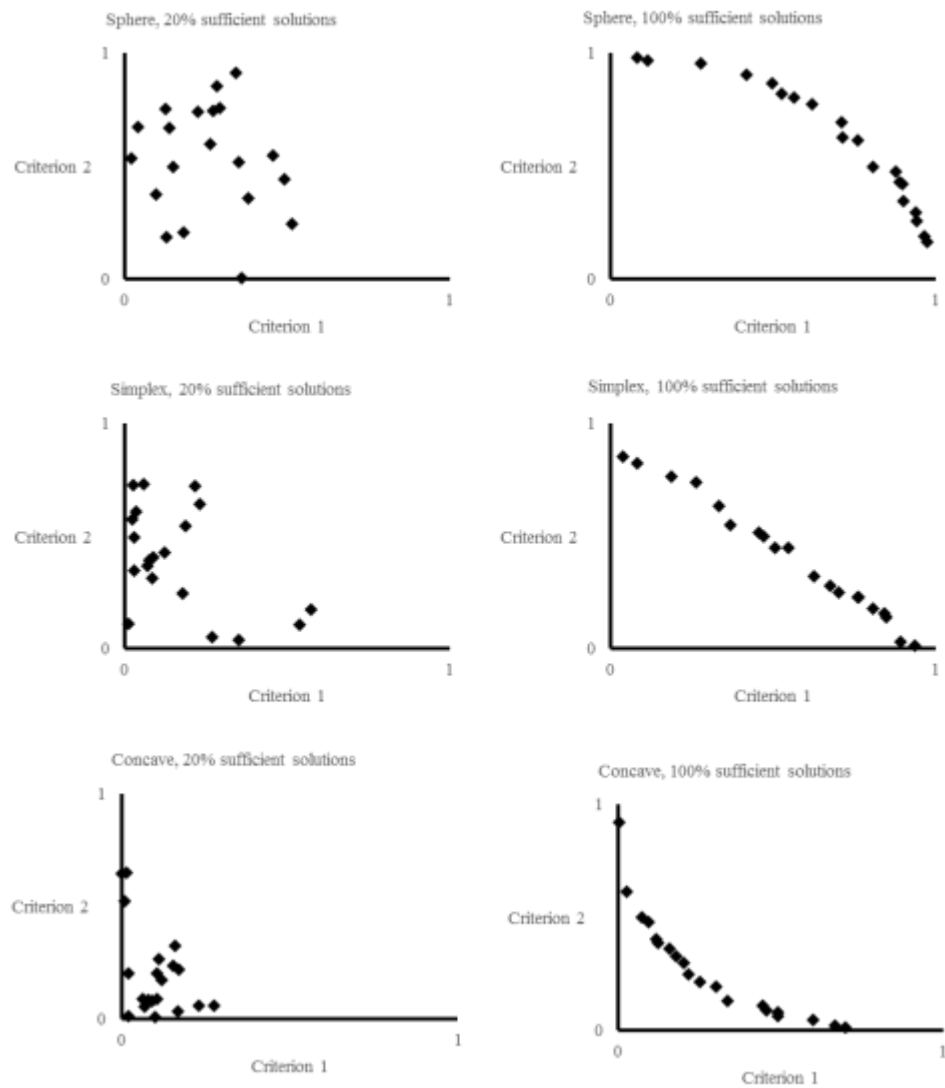 Sphere, 20% sufficient solutions
1
Criterion 2
0
0
1
Criterion 1
Sphere, 100% sufficient solutions
1
Criterion 2
0
0
1
Criterion 1
Simplex, 20% sufficient solutions
1
Criterion 2
0
0
1
Criterion 1
Simplex, 100% sufficient solutions
1
Criterion 2
0
0
1
Criterion 1
Concave, 20% sufficient solutions
1
Criterion 2
0
0
1
Criterion 1
Concave, 100% sufficient solutions
1
Criterion 2
0
0
1
Criterion 1